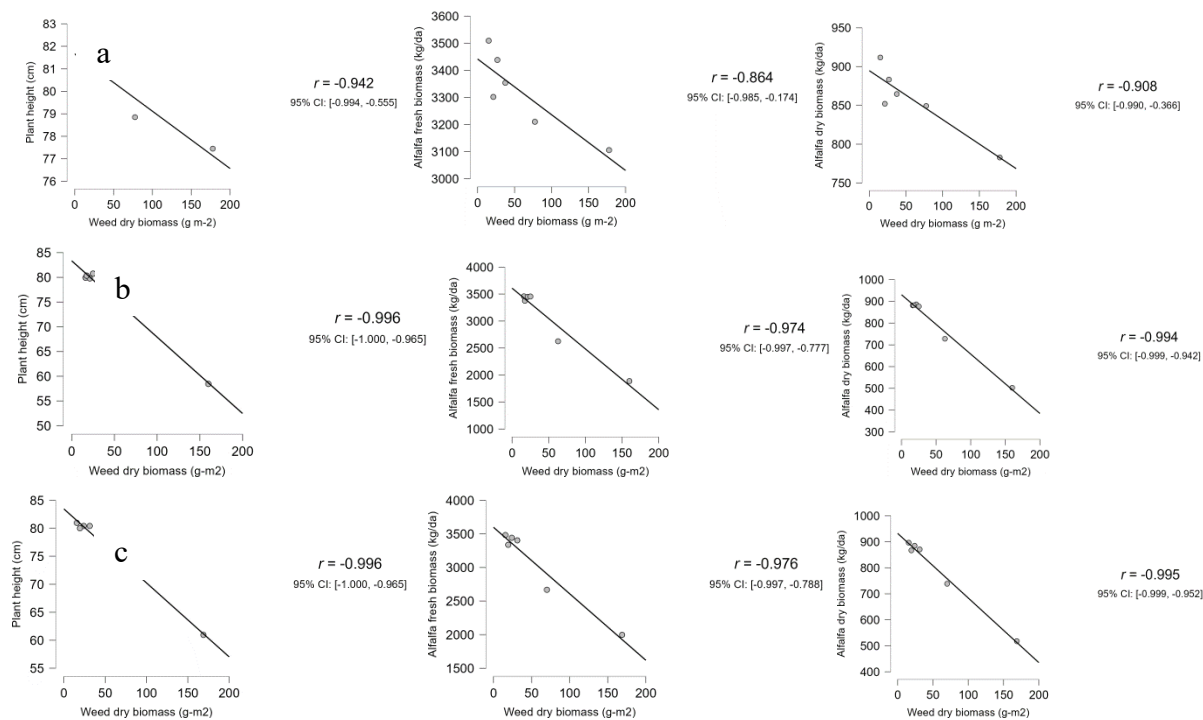 83
82
81
80
79
78
77
76
Plant height (cm)
0 50 100 150 200
Weed dry biomass (g m-2)
a
r = -0.942
95% CI: [-0.994, -0.555]
3600
3500
3400
3300
3200
3100
3000
Alfalfa fresh biomass (kg/da)
0 50 100 150 200
Weed dry biomass (g m-2)
r = -0.864
95% CI: [-0.985, -0.174]
950
900
850
800
750
Alfalfa dry biomass (kg/da)
0 50 100 150 200
Weed dry biomass (g m-2)
r = -0.908
95% CI: [-0.990, -0.366]
85
80
75
70
65
60
55
50
Plant height (cm)
0 50 100 150 200
Weed dry biomass (g-m2)
b
r = -0.996
95% CI: [-1.000, -0.965]
4000
3500
3000
2500
2000
1500
1000
Alfalfa fresh biomass (kg/da)
0 50 100 150 200
Weed dry biomass (g-m2)
r = -0.974
95% CI: [-0.997, -0.777]
1000
900
800
700
600
500
400
300
Alfalfa dry biomass (kg/da)
0 50 100 150 200
Weed dry biomass (g-m2)
r = -0.994
95% CI: [-0.999, -0.942]
85
80
75
70
65
60
55
Plant height (cm)
0 50 100 150 200
Weed dry biomass (g-m2)
c
r = -0.996
95% CI: [-1.000, -0.965]
4000
3500
3000
2500
2000
1500
Alfalfa fresh biomass (kg/da)
0 50 100 150 200
Weed dry biomass (g-m2)
r = -0.976
95% CI: [-0.997, -0.788]
1000
900
800
700
600
500
400
Alfalfa dry biomass (kg/da)
0 50 100 150 200
Weed dry biomass (g-m2)
r = -0.995
95% CI: [-0.999, -0.952]